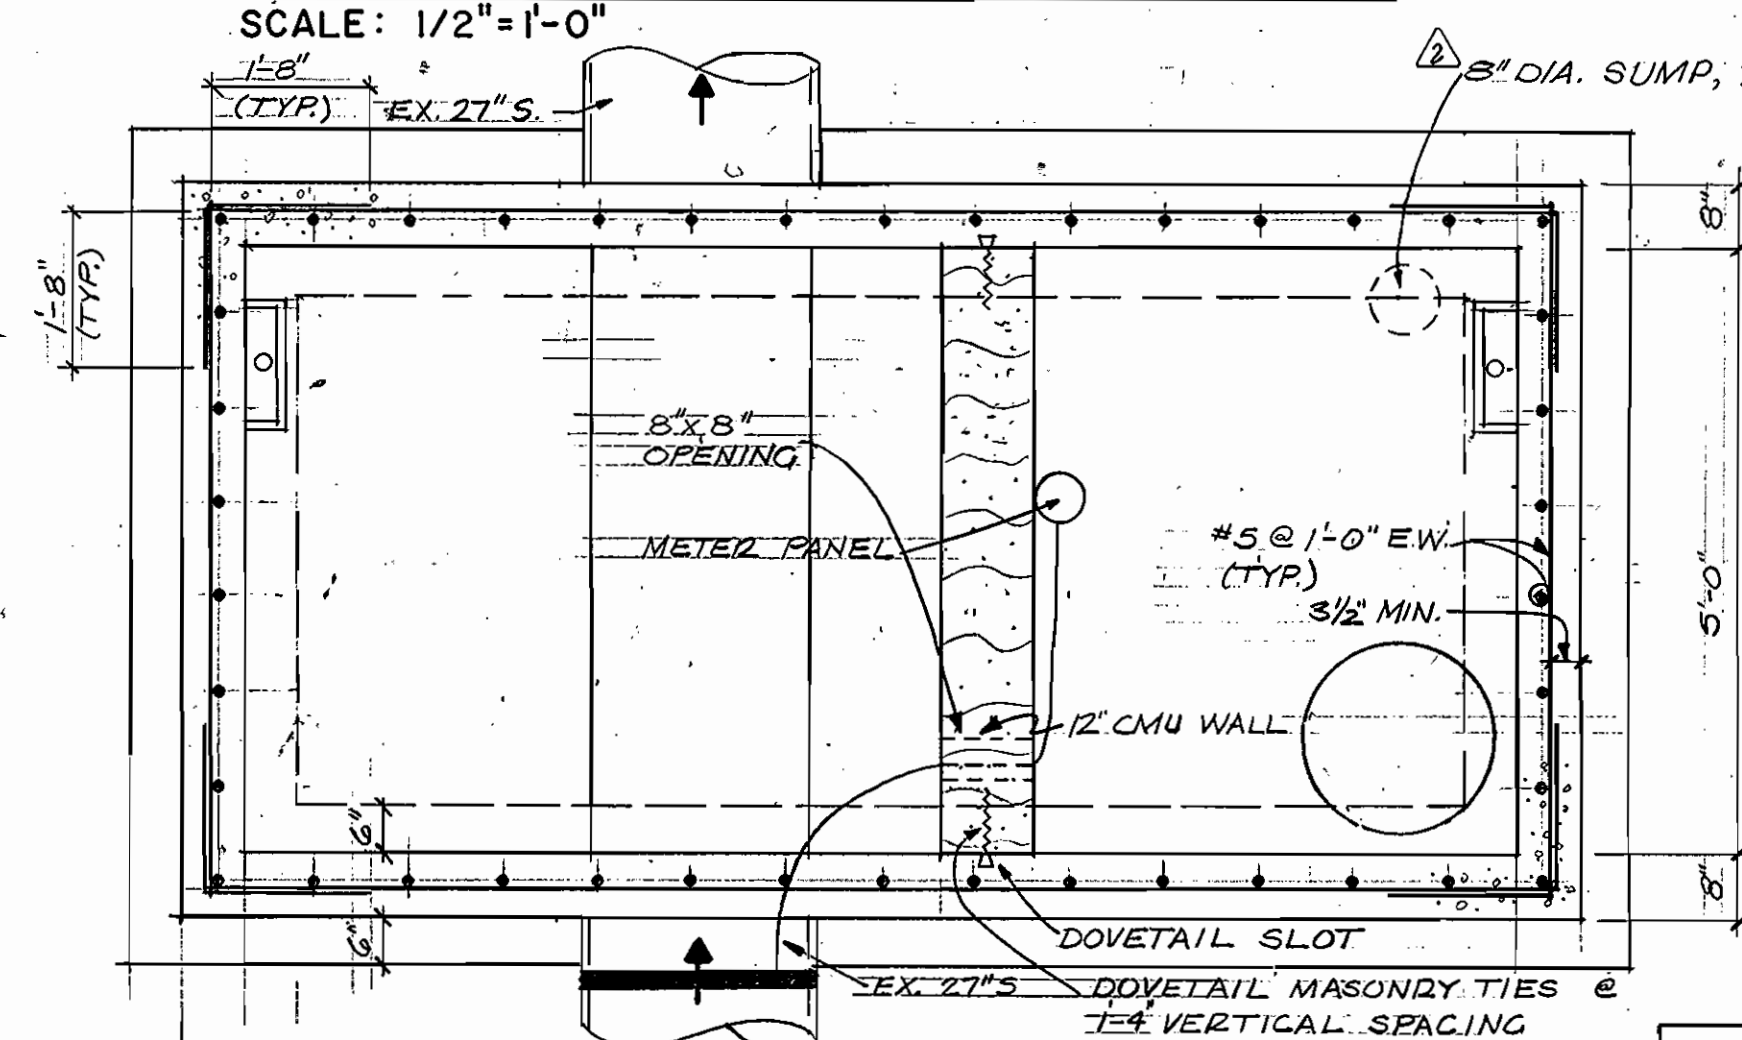 SCALE: 1/2"=1'-0"
1'-8"
(TYP.)
EX. 27" S.
2
8" DIA. SUMP,
8"
1'-8"
(TYP.)
8"X 8"
OPENING
METER PANEL
#5 @ 1'-0" E.W.
(TYP.)
3½" MIN.
5'-0"
12" CMU WALL
6"
8"
6"
DOVETAIL SLOT
EX. 27"S
DOVETAIL MASONRY TIES @
1'-4" VERTICAL SPACING